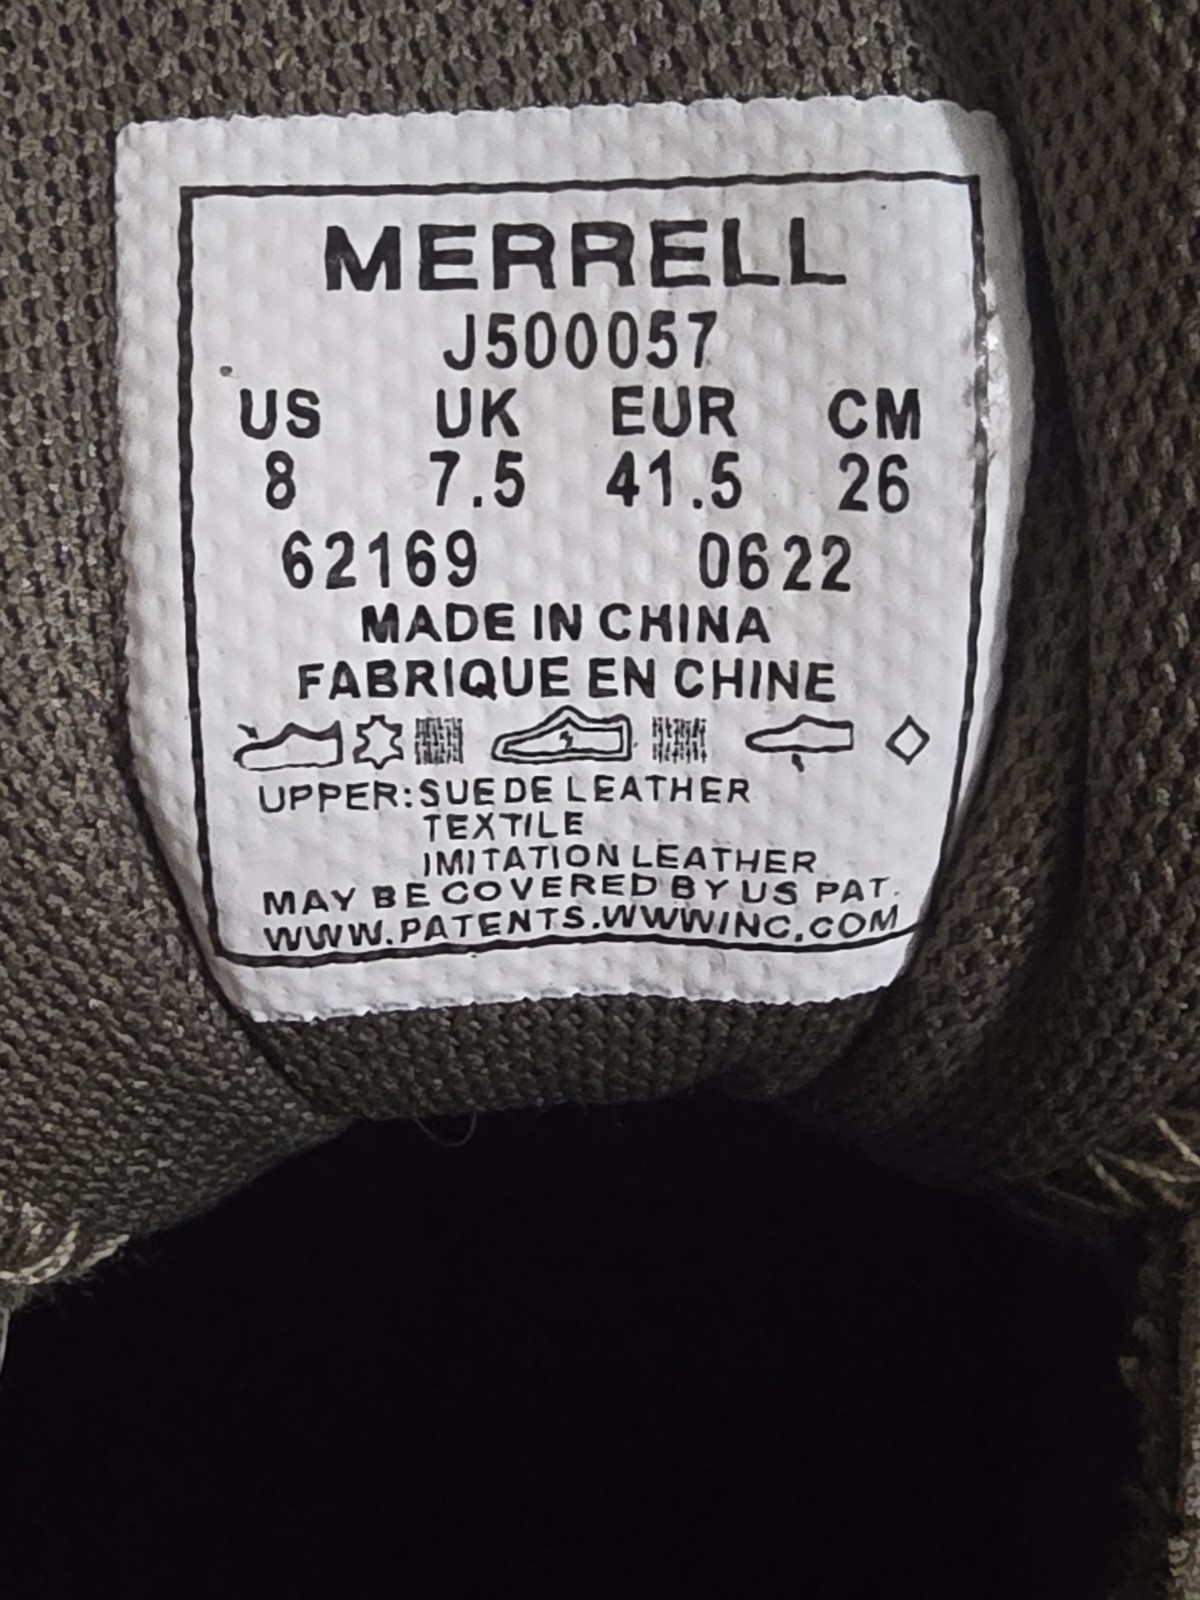 MERRELL
J500057
US UK EUR CM
8 7.5 41.5 26
62169 0622
MADE IN CHINA
FABRIQUE EN CHINE
UPPER:SUEDE LEATHER
TEXTILE
IMITATION LEATHER
MAY BE COVERED BY US PAT.
WWW.PATENTS.WWWINC.COM